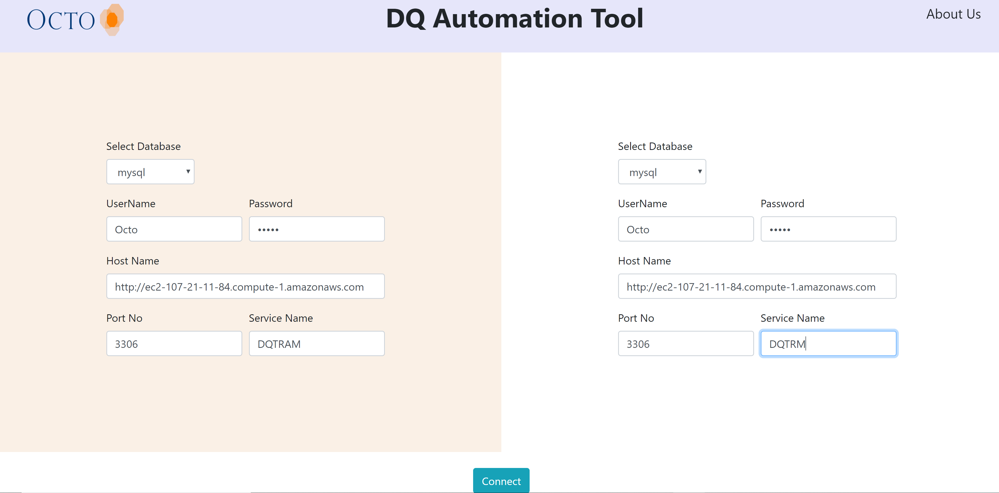 OCTO
DQ Automation Tool
About Us
Select Database
mysql
UserName
Password
Octo
•••••
Host Name
http://ec2-107-21-11-84.compute-1.amazonaws.com
Port No
Service Name
3306
DQTRAM
Select Database
mysql
UserName
Password
Octo
•••••
Host Name
http://ec2-107-21-11-84.compute-1.amazonaws.com
Port No
Service Name
3306
DQTRM
Connect